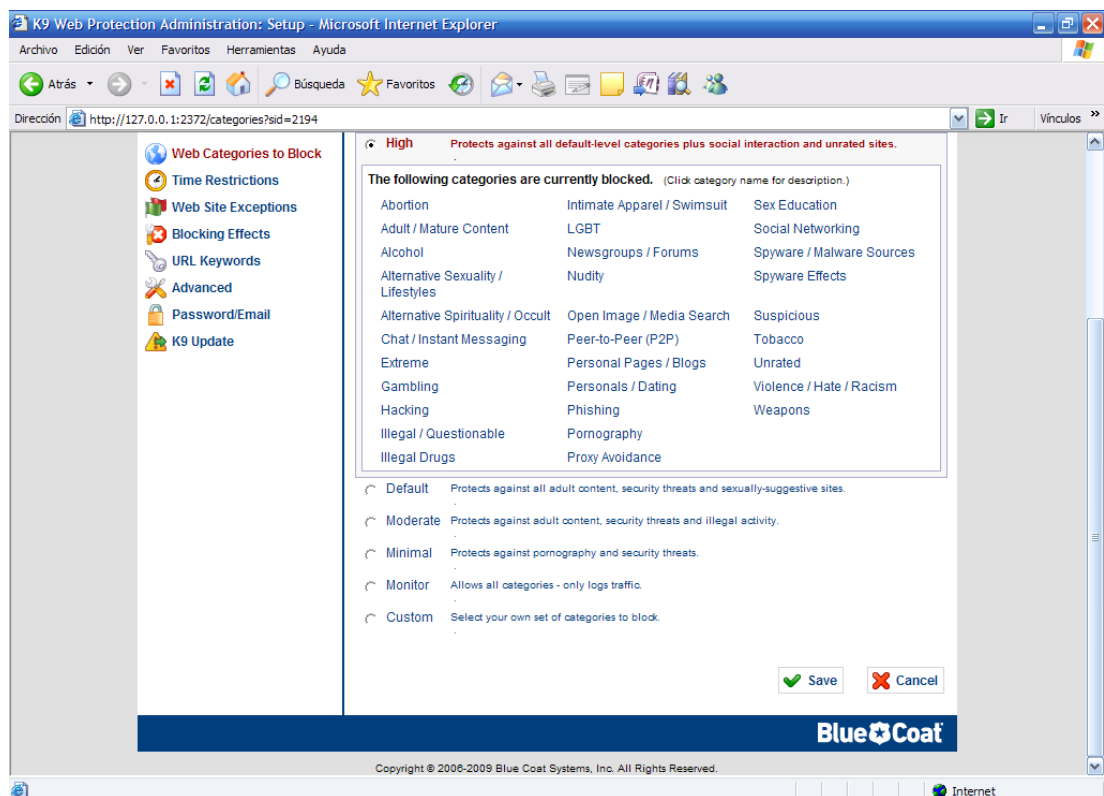 K9 Web Protection Administration: Setup - Microsoft Internet Explorer
Archivo Edición Ver Favoritos Herramientas Ayuda
Atrás Búsqueda Favoritos
Dirección http://127.0.0.1:2372/categories?sid=2194 Ir Vínculos »
Web Categories to Block
Time Restrictions
Web Site Exceptions
Blocking Effects
URL Keywords
Advanced
Password/Email
K9 Update
High Protects against all default-level categories plus social interaction and unrated sites.
The following categories are currently blocked. (Click category name for description.)
Abortion Intimate Apparel / Swimsuit Sex Education
Adult / Mature Content LGBT Social Networking
Alcohol Newsgroups / Forums Spyware / Malware Sources
Alternative Sexuality / Nudity Spyware Effects
Lifestyles
Alternative Spirituality / Occult Open Image / Media Search Suspicious
Chat / Instant Messaging Peer-to-Peer (P2P) Tobacco
Extreme Personal Pages / Blogs Unrated
Gambling Personals / Dating Violence / Hate / Racism
Hacking Phishing Weapons
Illegal / Questionable Pornography
Illegal Drugs Proxy Avoidance
Default Protects against all adult content, security threats and sexually-suggestive sites.
Moderate Protects against adult content, security threats and illegal activity.
Minimal Protects against pornography and security threats.
Monitor Allows all categories - only logs traffic.
Custom Select your own set of categories to block.
Save Cancel
Blue Coat
Copyright © 2006-2009 Blue Coat Systems, Inc. All Rights Reserved.
Internet